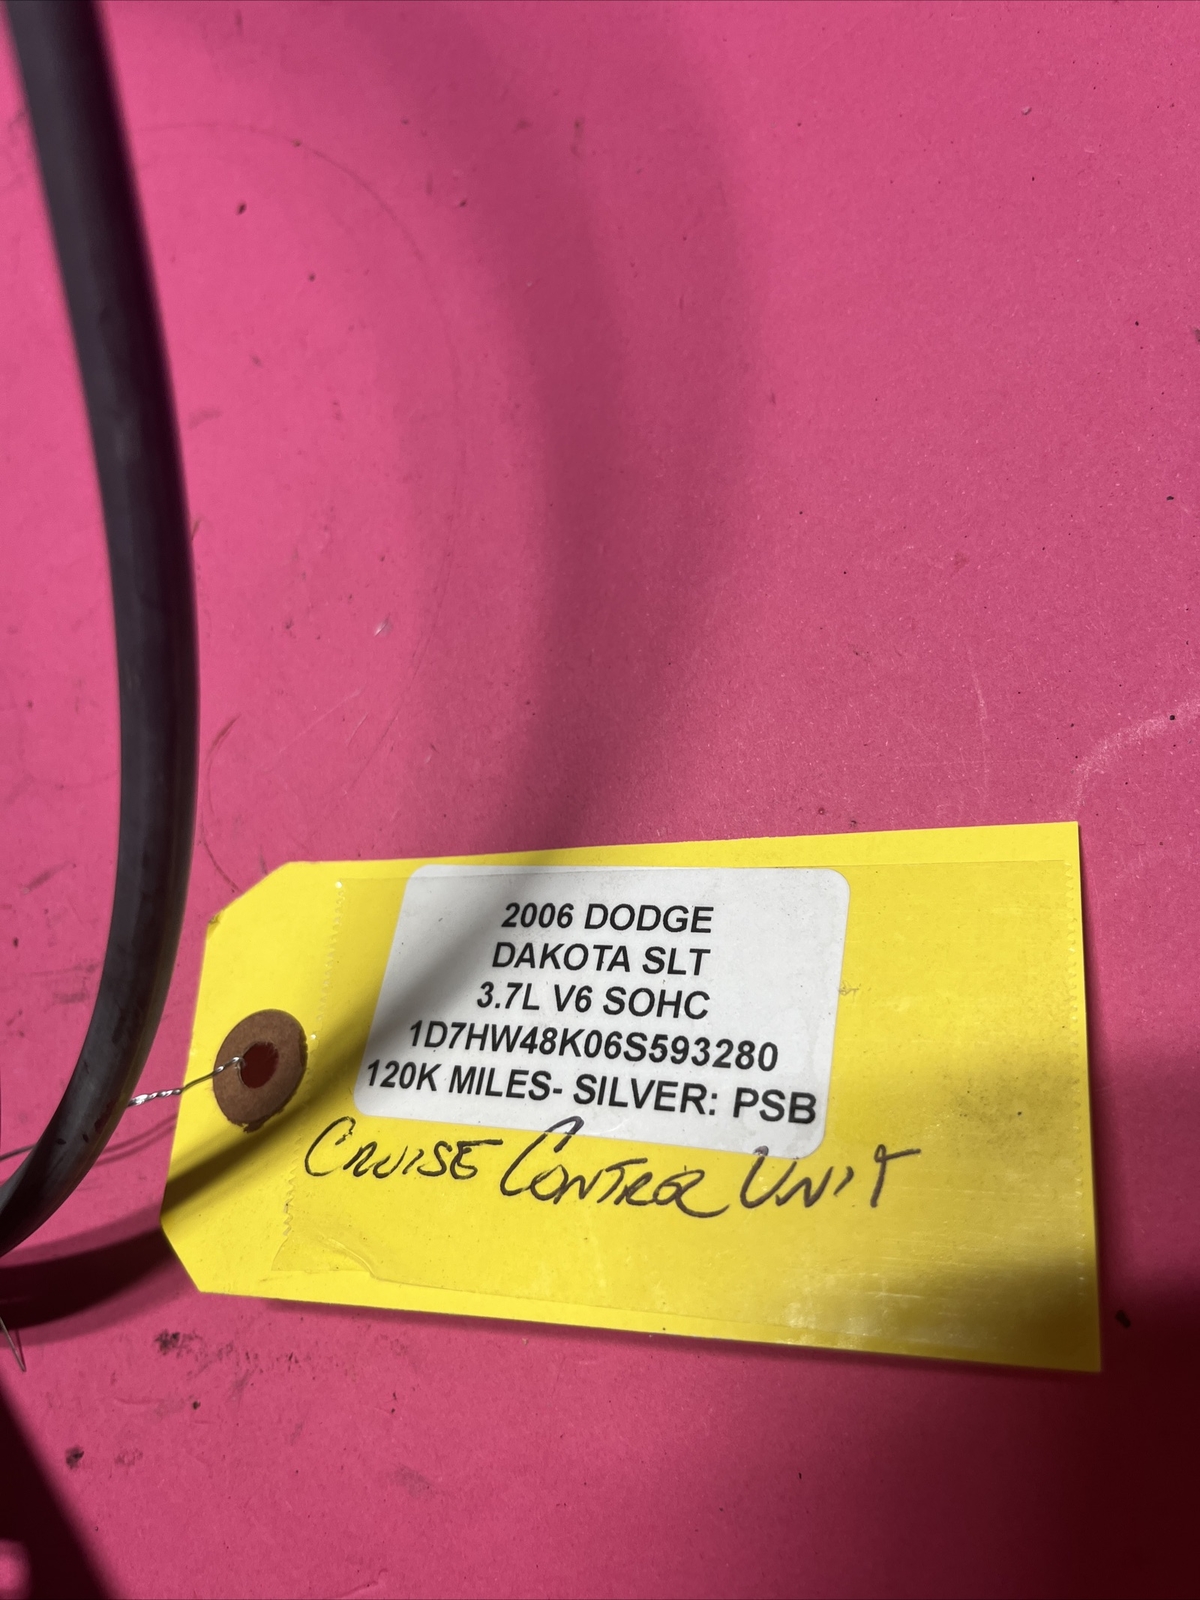 2006 DODGE
DAKOTA SLT
3.7L V6 SOHC
1D7HW48K06S593280
120K MILES- SILVER: PSB
CRUISE CONTROL UNIT